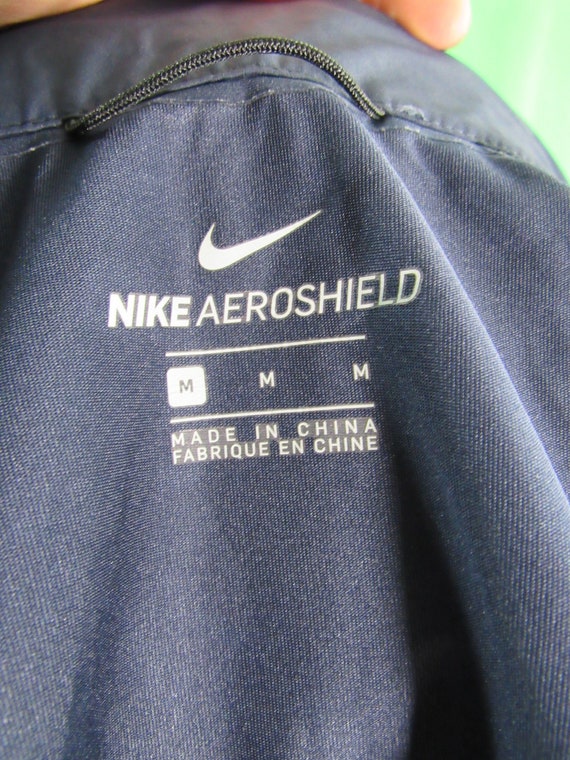 NIKE AEROSHIELD
M M M
MADE IN CHINA
FABRIQUE EN CHINE